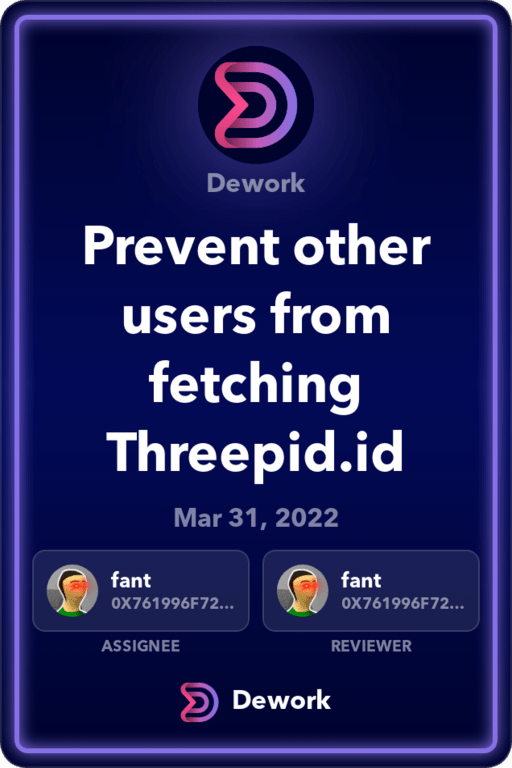 Dework
Prevent other
users from
fetching
Threepid.id
Mar 31, 2022
fant
0X761996F72...
ASSIGNEE
fant
0X761996F72...
REVIEWER
Dework